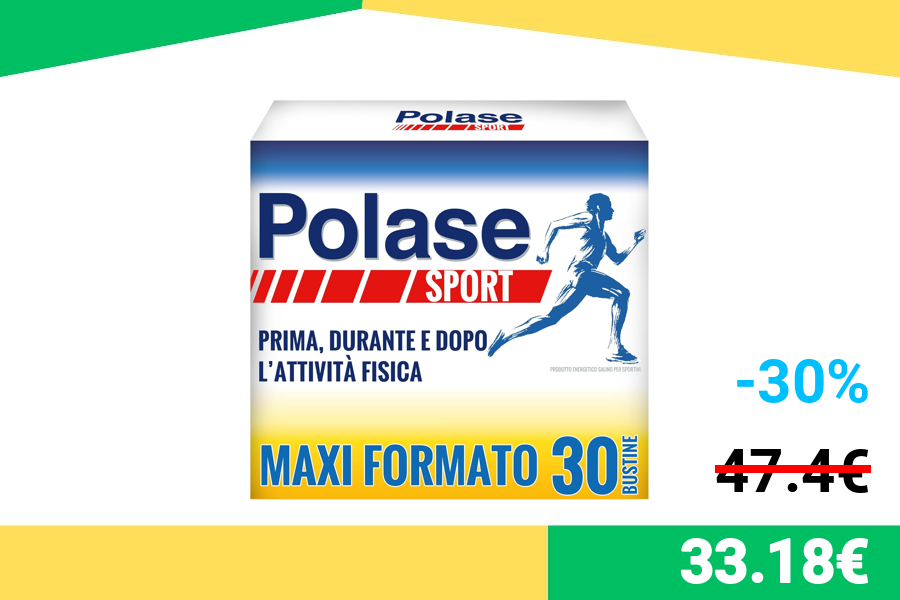 Polase
SPORT
Polase
SPORT
PRIMA, DURANTE E DOPO
L'ATTIVITÀ FISICA
PRODOTTO ENERGETICO SALINO PER SPORTIVI
MAXI FORMATO 30 BUSTINE
-30%
47.4€
33.18€